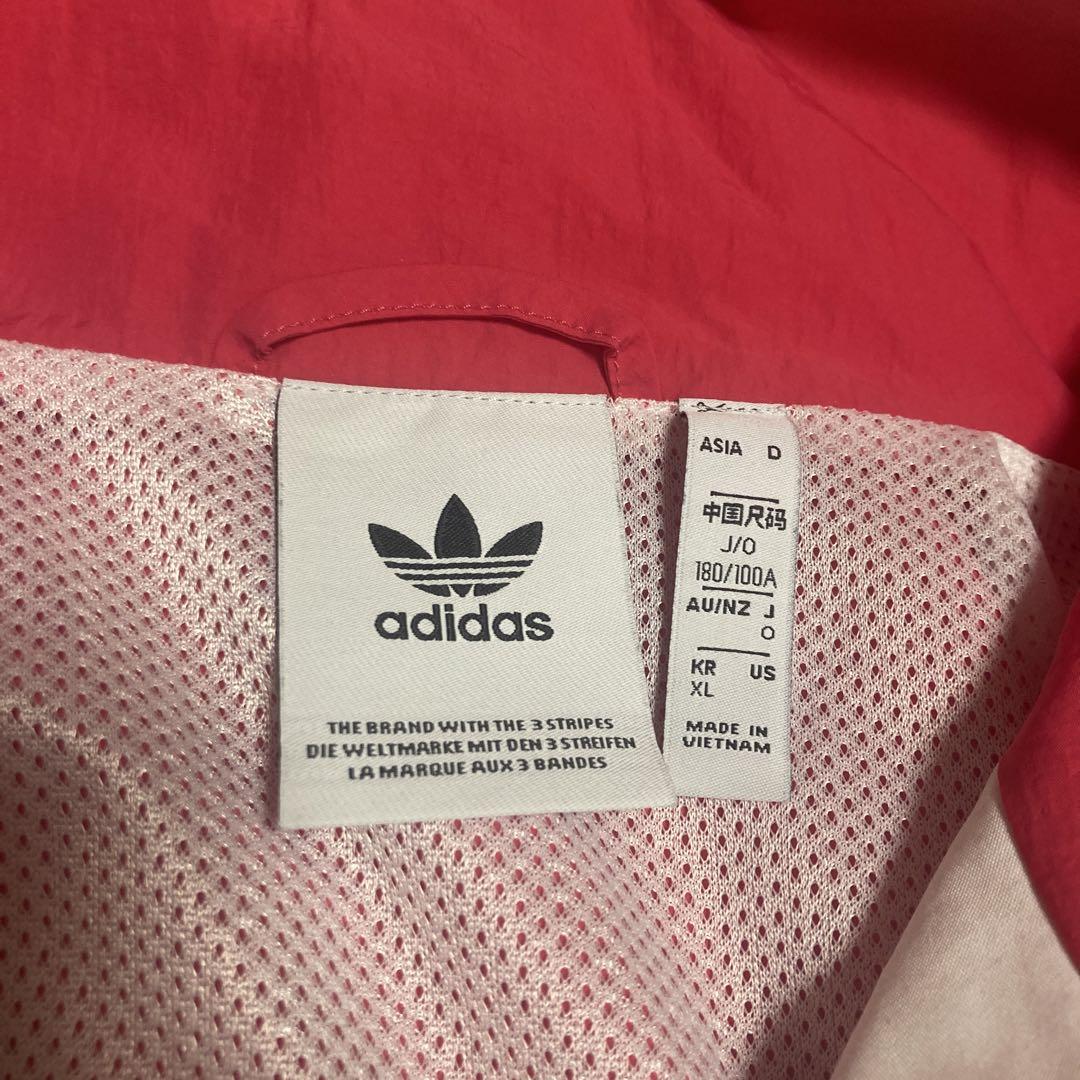 adidas
THE BRAND WITH THE 3 STRIPES
DIE WELTMARKE MIT DEN 3 STREIFEN
LA MARQUE AUX 3 BANDES
ASIA D
中国尺码
J/O
180/100A
AU/NZ J
O
KR US
XL
MADE IN
VIETNAM